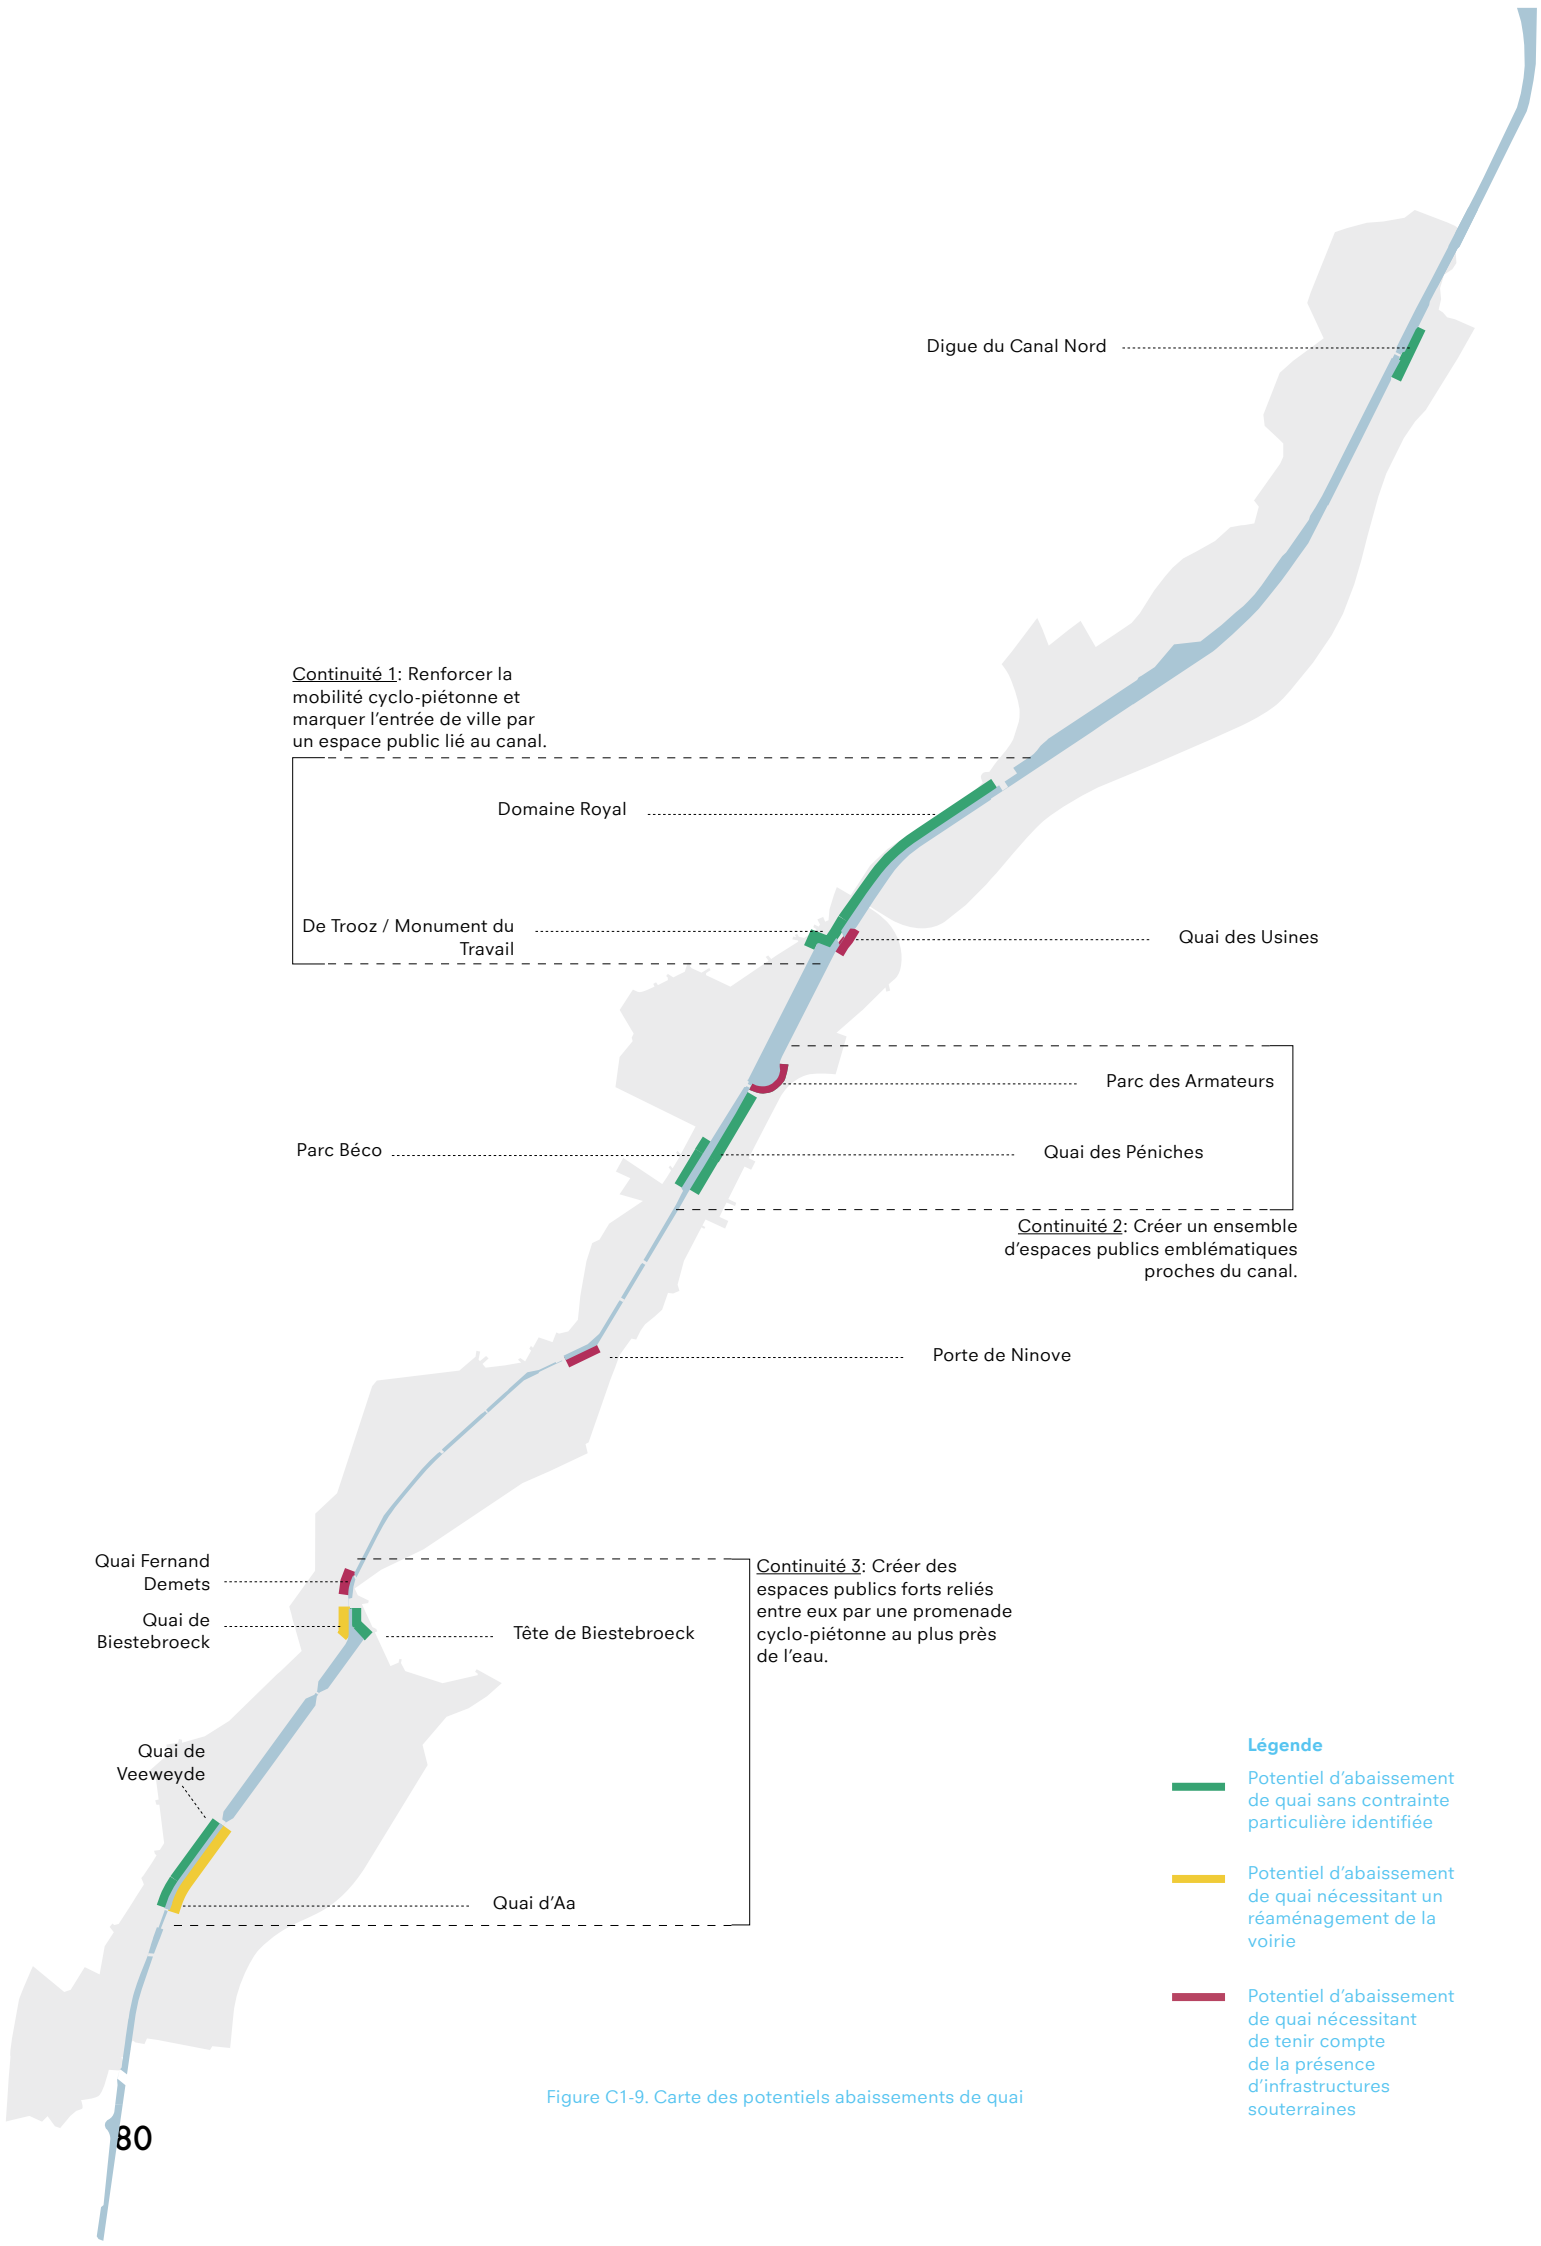 Digue du Canal Nord
Continuité 1: Renforcer la
mobilité cyclo-piétonne et
marquer l’entrée de ville par
un espace public lié au canal.
Domaine Royal
De Trooz / Monument du
Travail
Quai des Usines
Parc des Armateurs
Parc Béco
Quai des Péniches
Continuité 2: Créer un ensemble
d’espaces publics emblématiques
proches du canal.
Porte de Ninove
Quai Fernand
Demets
Quai de
Biestebroeck
Tête de Biestebroeck
Continuité 3: Créer des
espaces publics forts reliés
entre eux par une promenade
cyclo-piétonne au plus près
de l’eau.
Quai de
Veeweyde
Quai d’Aa
Légende
Potentiel d’abaissement
de quai sans contrainte
particulière identifiée
Potentiel d’abaissement
de quai nécessitant un
réaménagement de la
voirie
Potentiel d’abaissement
de quai nécessitant
de tenir compte
de la présence
d’infrastructures
souterraines
Figure C1-9. Carte des potentiels abaissements de quai
80